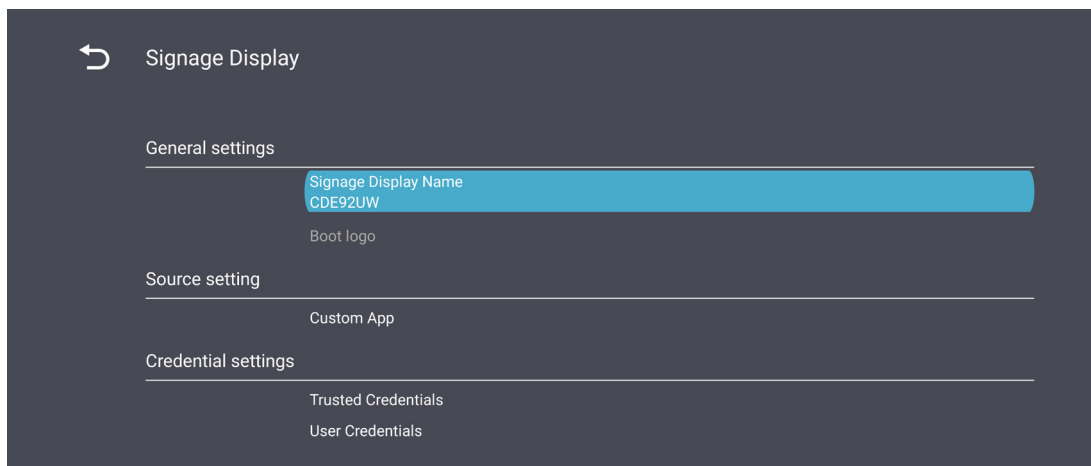 Signage Display
General settings
Signage Display Name
CDE92UW
Boot logo
Source setting
Custom App
Credential settings
Trusted Credentials
User Credentials